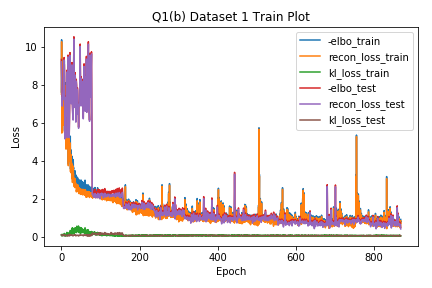 Q1(b) Dataset 1 Train Plot
-elbo_train
recon_loss_train
kl_loss_train
-elbo_test
recon_loss_test
kl_loss_test
Loss
10
8
6
4
2
0
0 200 400 600 800
Epoch